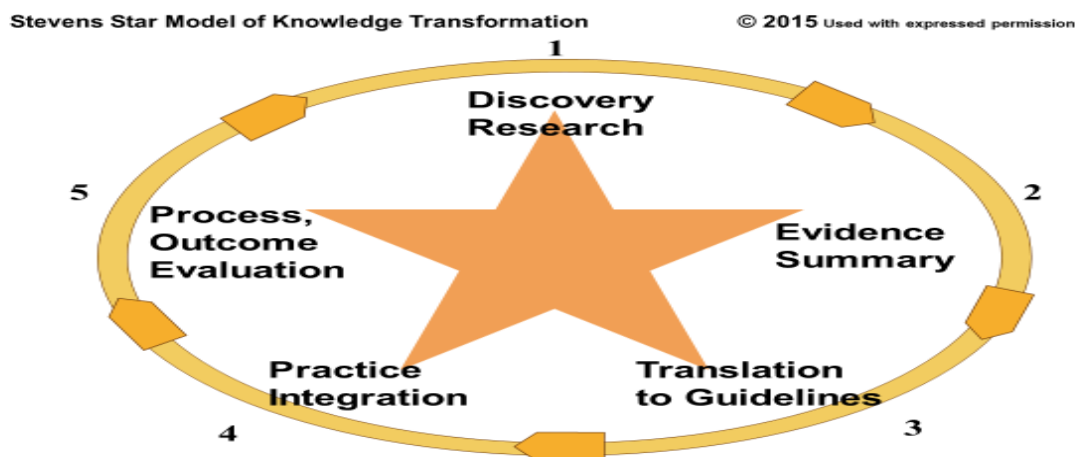 Stevens Star Model of Knowledge Transformation © 2015 Used with expressed permission
1
Discovery
Research
2
Evidence
Summary
3
Translation
to Guidelines
4
Practice
Integration
5
Process,
Outcome
Evaluation